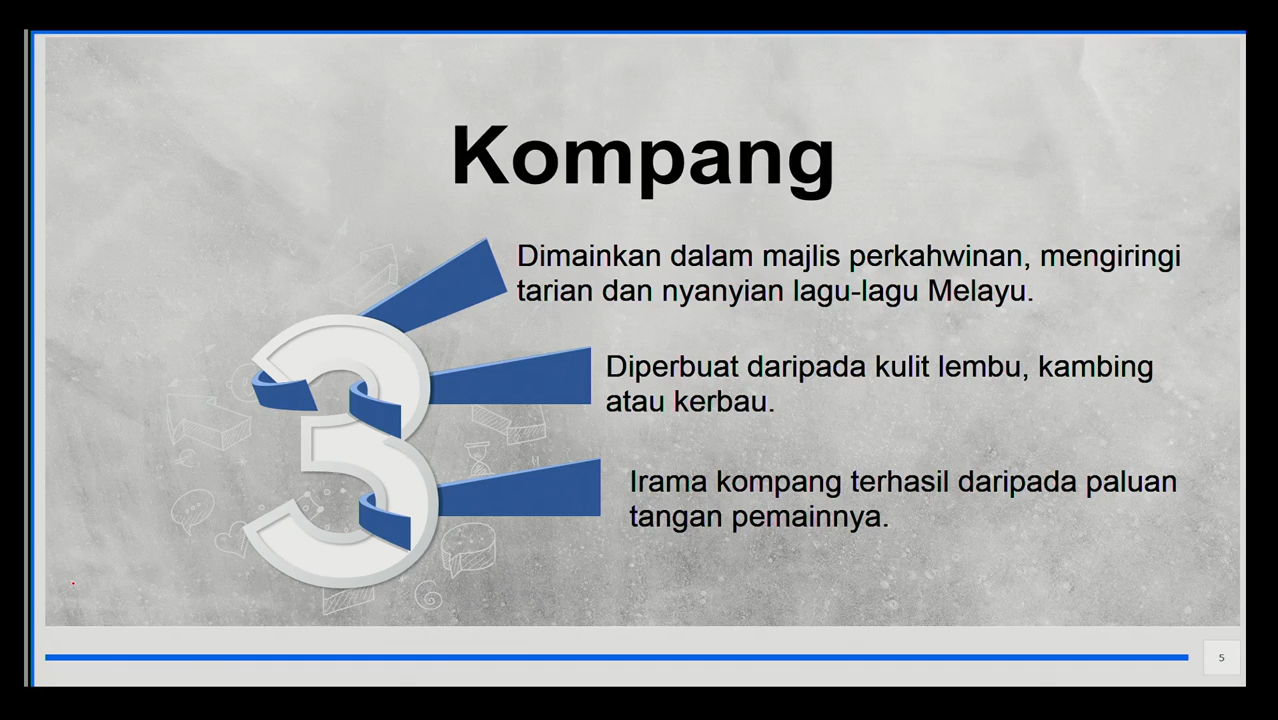 Kompang
Dimainkan dalam majlis perkahwinan, mengiringi
tarian dan nyanyian lagu-lagu Melayu.
Diperbuat daripada kulit lembu, kambing
atau kerbau.
Irama kompang terhasil daripada paluan
tangan pemainnya.
3
5